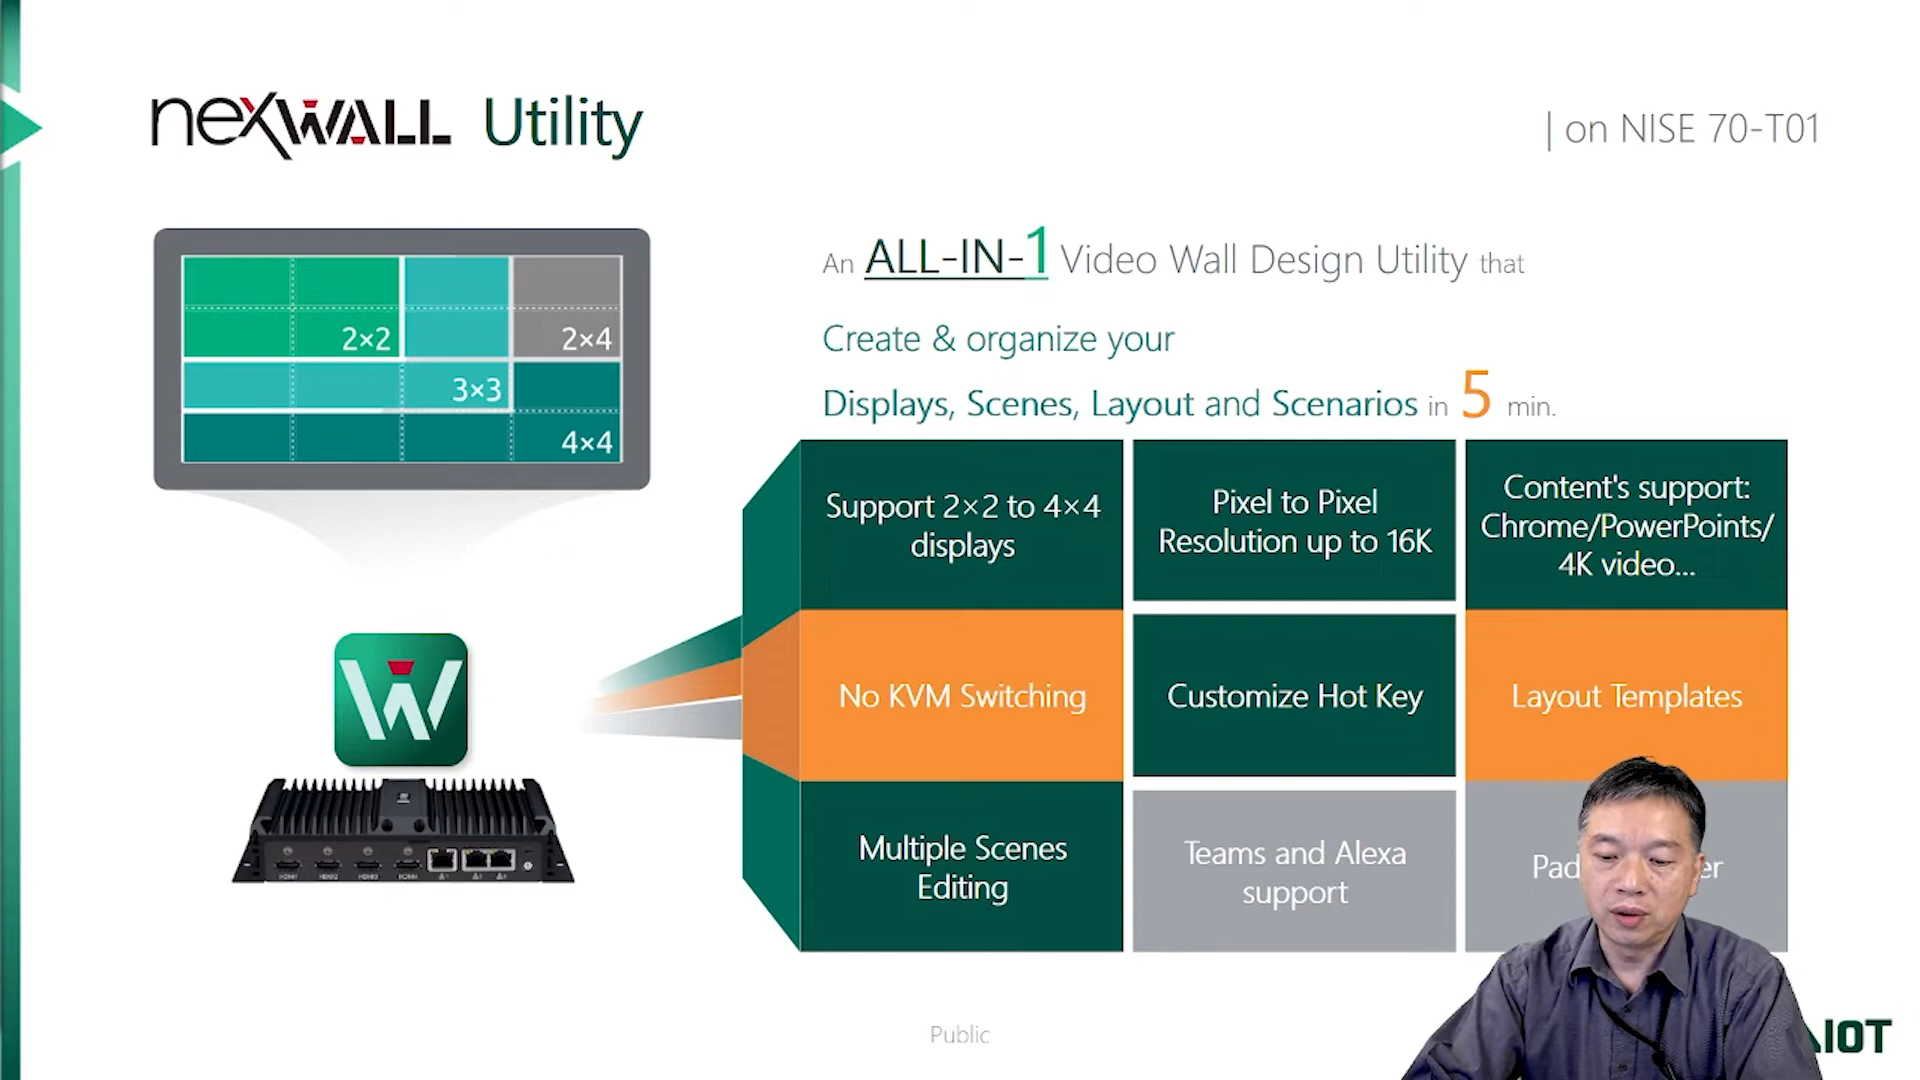 nexWALL Utility
| on NISE 70-T01
2×2
2×4
3×3
4×4
An ALL-IN-1 Video Wall Design Utility that
Create & organize your
Displays, Scenes, Layout and Scenarios in 5 min.
Support 2×2 to 4×4
displays
Pixel to Pixel
Resolution up to 16K
Content's support:
Chrome/PowerPoints/
4K video...
No KVM Switching
Customize Hot Key
Layout Templates
Multiple Scenes
Editing
Teams and Alexa
support
Public